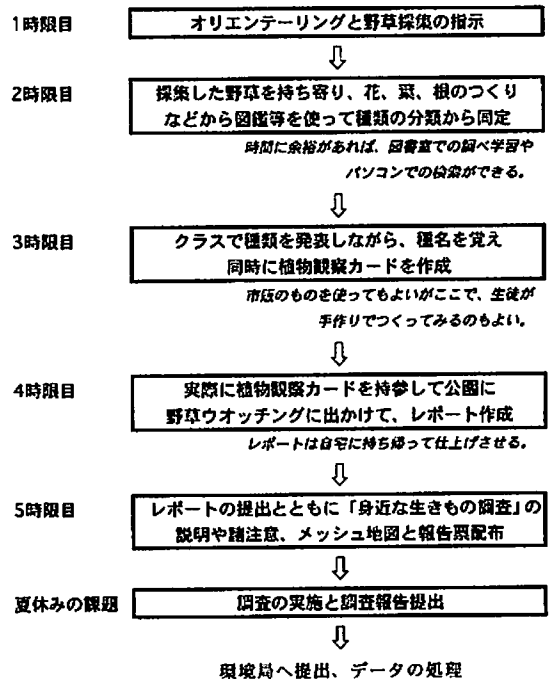 1時限目
オリエンテーリングと野草採集の指示
2時限目
採集した野草を持ち寄り、花、葉、根のつくり
などから図鑑等を使って種類の分類から同定
時間に余裕があれば、図書室での調べ学習や
パソコンでの検索ができる。
3時限目
クラスで種類を発表しながら、種名を覚え
同時に植物観察カードを作成
市販のものを使ってもよいがここで、生徒が
手作りでつくってみるのもよい。
4時限目
実際に植物観察カードを持参して公園に
野草ウオッチングに出かけて、レポート作成
レポートは自宅に持ち帰って仕上げさせる。
5時限目
レポートの提出とともに「身近な生きもの調査」の
説明や諸注意、メッシュ地図と報告票配布
夏休みの課題
調査の実施と調査報告提出
環境局へ提出、データの処理